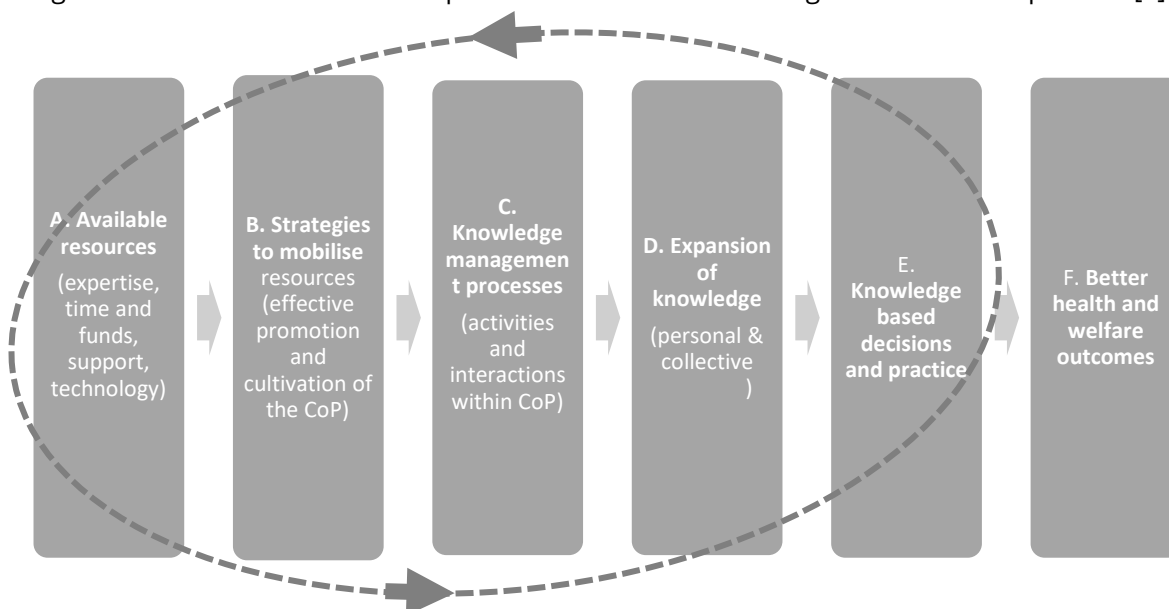 A. Available
resources
(expertise,
time and
funds,
support,
technology)
B. Strategies
to mobilise
resources
(effective
promotion
and
cultivation of
the CoP)
C.
Knowledge
managemen
t processes
(activities
and
interactions
within CoP)
D. Expansion
of
knowledge
(personal &
collective
)
E.
Knowledge
based
decisions
and practice
F. Better
health and
welfare
outcomes